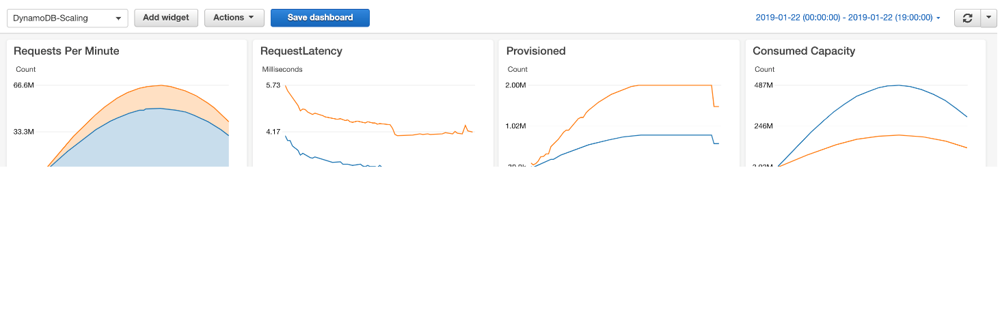 DynamoDB-Scaling Add widget Actions Save dashboard 2019-01-22 (00:00:00) - 2019-01-22 (19:00:00)
Requests Per Minute
Count
66.6M
33.3M
RequestLatency
Milliseconds
5.73
4.17
Provisioned
Count
2.00M
1.02M
Consumed Capacity
Count
487M
246M